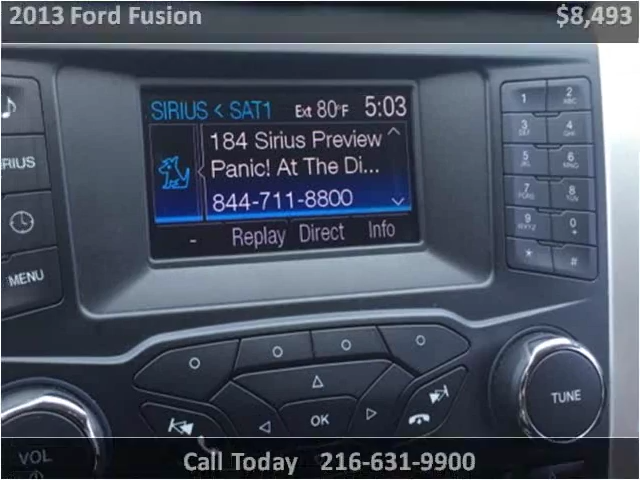 2013 Ford Fusion $8,493
SIRIUS < SAT1 Ext 80°F 5:03
184 Sirius Preview
Panic! At The Di...
844-711-8800
- Replay Direct Info
RIUS
MENU
1
2 ABC
3 DEF
4 GHI
5 JKL
6 MNO
7 PQRS
8 TUV
9 WXYZ
0 +
*
#
OK
VOL
TUNE
Call Today 216-631-9900